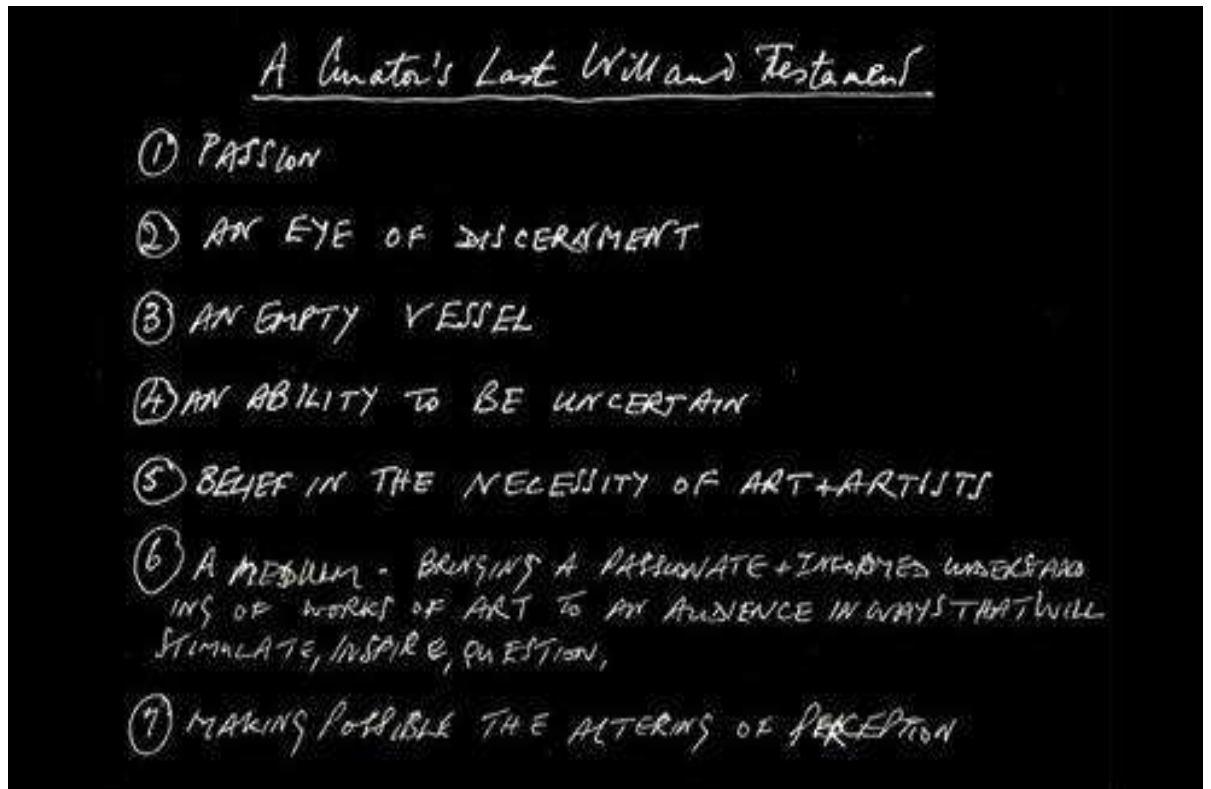 A Curator's Last Will and Testament
① PASSION
② AN EYE OF DISCERNMENT
③ AN EMPTY VESSEL
④ AN ABILITY TO BE UNCERTAIN
⑤ BELIEF IN THE NECESSITY OF ART + ARTISTS
⑥ A MEDIUM - BRINGING A PASSIONATE + INFORMED UNDERSTAND
ING OF WORKS OF ART TO AN AUDIENCE IN WAYS THAT WILL
STIMULATE, INSPIRE, QUESTION,
⑦ MAKING POSSIBLE THE ALTERING OF PERCEPTION